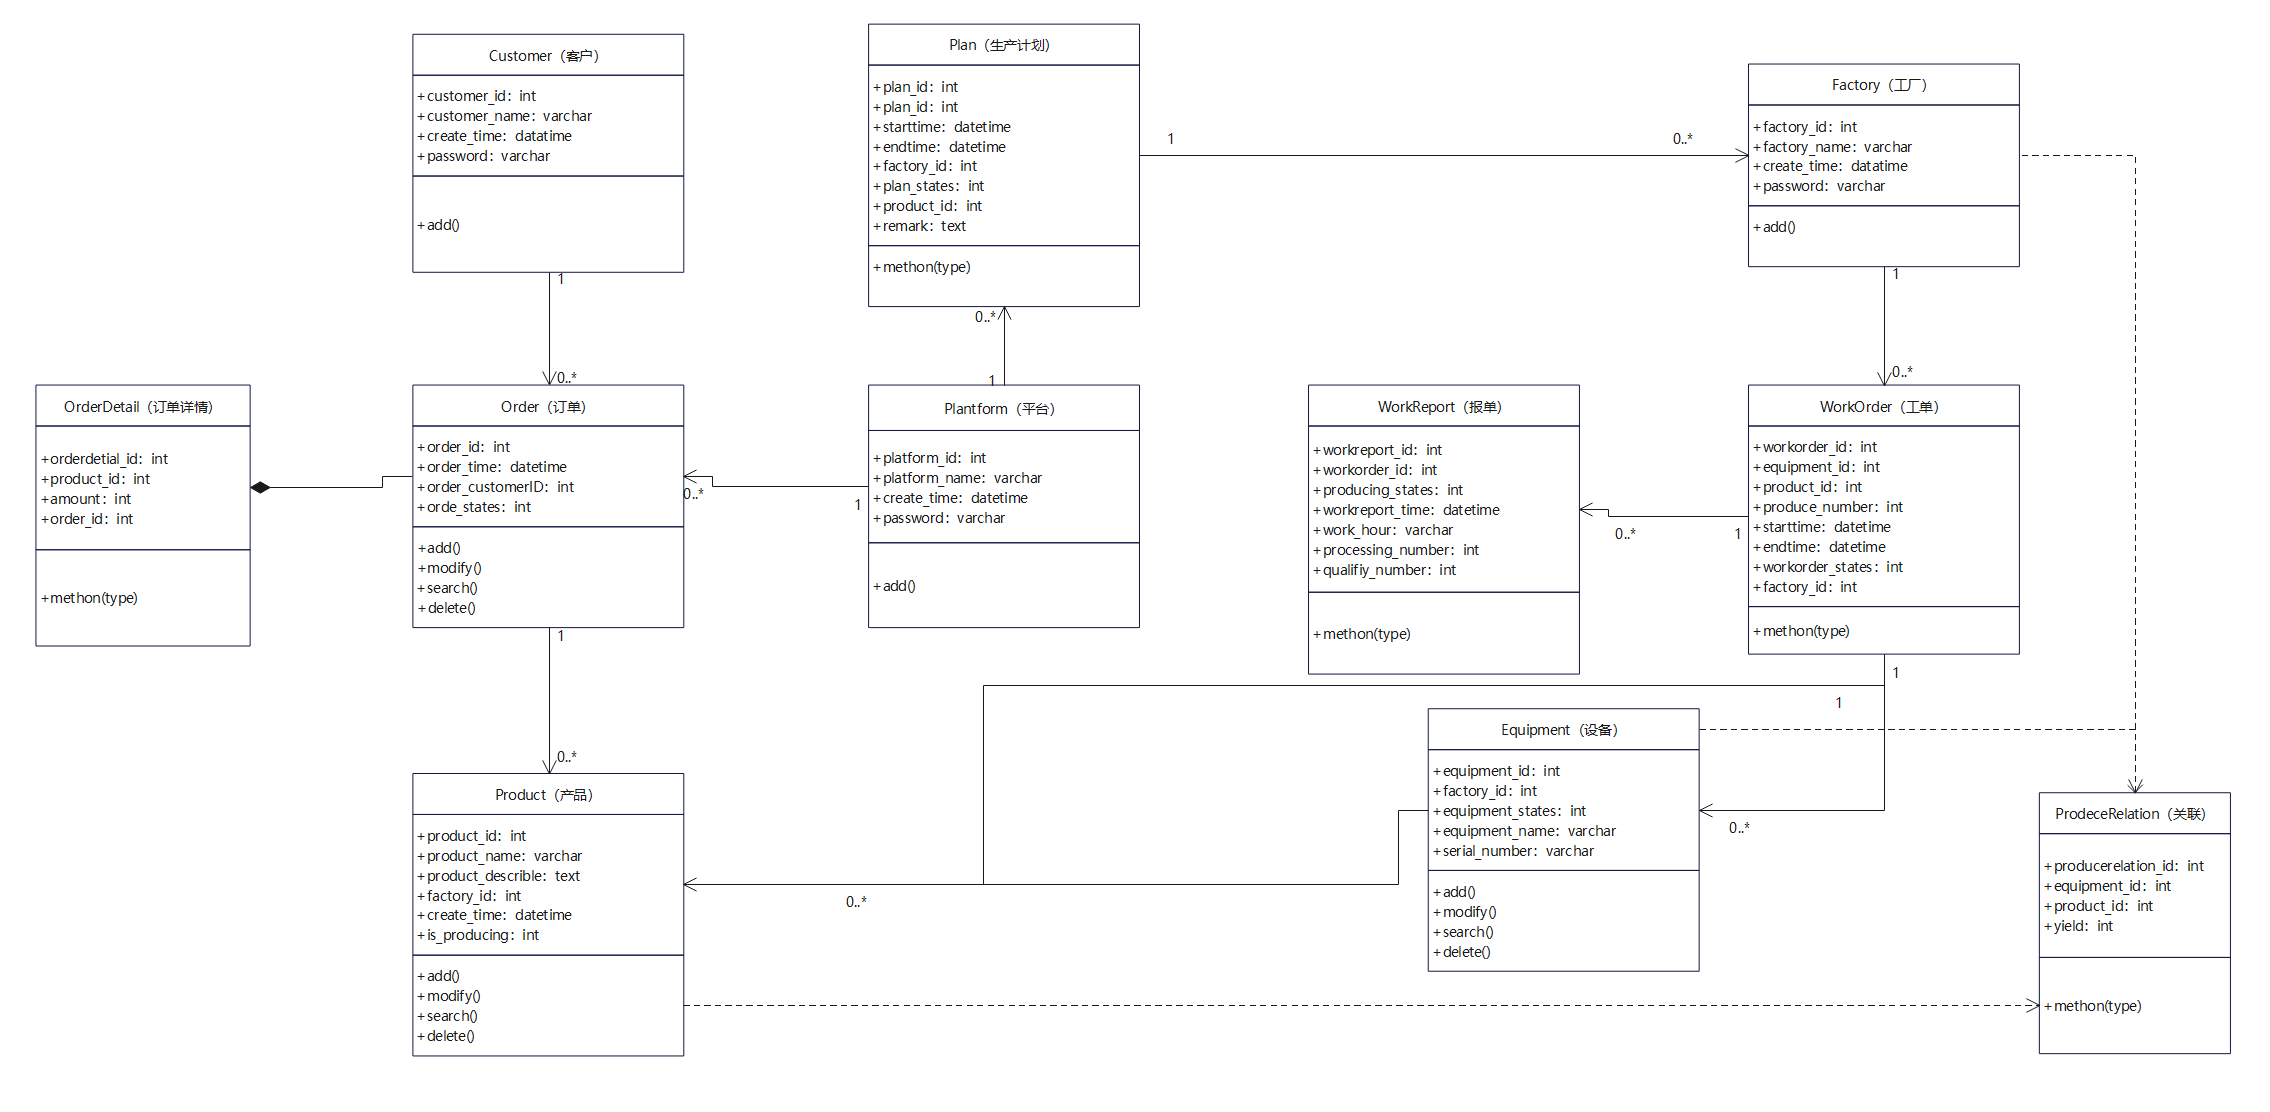 Customer（客户）
+customer_id：int
+customer_name：varchar
+create_time：datatime
+password：varchar
+add()
1
0..*
Plan（生产计划）
+plan_id：int
+plan_id：int
+starttime：datetime
+endtime：datetime
+factory_id：int
+plan_states：int
+product_id：int
+remark：text
+methon(type)
1
0..*
0..*
1
Factory（工厂）
+factory_id：int
+factory_name：varchar
+create_time：datatime
+password：varchar
+add()
1
0..*
OrderDetail（订单详情）
+orderdetial_id：int
+product_id：int
+amount：int
+order_id：int
+methon(type)
Order（订单）
+order_id：int
+order_time：datetime
+order_customerID：int
+orde_states：int
+add()
+modify()
+search()
+delete()
0..*
1
1
0..*
Plantform（平台）
+platform_id：int
+platform_name：varchar
+create_time：datetime
+password：varchar
+add()
WorkReport（报单）
+workreport_id：int
+workorder_id：int
+producing_states：int
+workreport_time：datetime
+work_hour：varchar
+processing_number：int
+qualifiy_number：int
+methon(type)
0..*
1
WorkOrder（工单）
+workorder_id：int
+equipment_id：int
+product_id：int
+produce_number：int
+starttime：datetime
+endtime：datetime
+workorder_states：int
+factory_id：int
+methon(type)
1
1
0..*
0..*
Product（产品）
+product_id：int
+product_name：varchar
+product_describle：text
+factory_id：int
+create_time：datetime
+is_producing：int
+add()
+modify()
+search()
+delete()
Equipment（设备）
+equipment_id：int
+factory_id：int
+equipment_states：int
+equipment_name：varchar
+serial_number：varchar
+add()
+modify()
+search()
+delete()
ProdeceRelation（关联）
+producerelation_id：int
+equipment_id：int
+product_id：int
+yield：int
+methon(type)